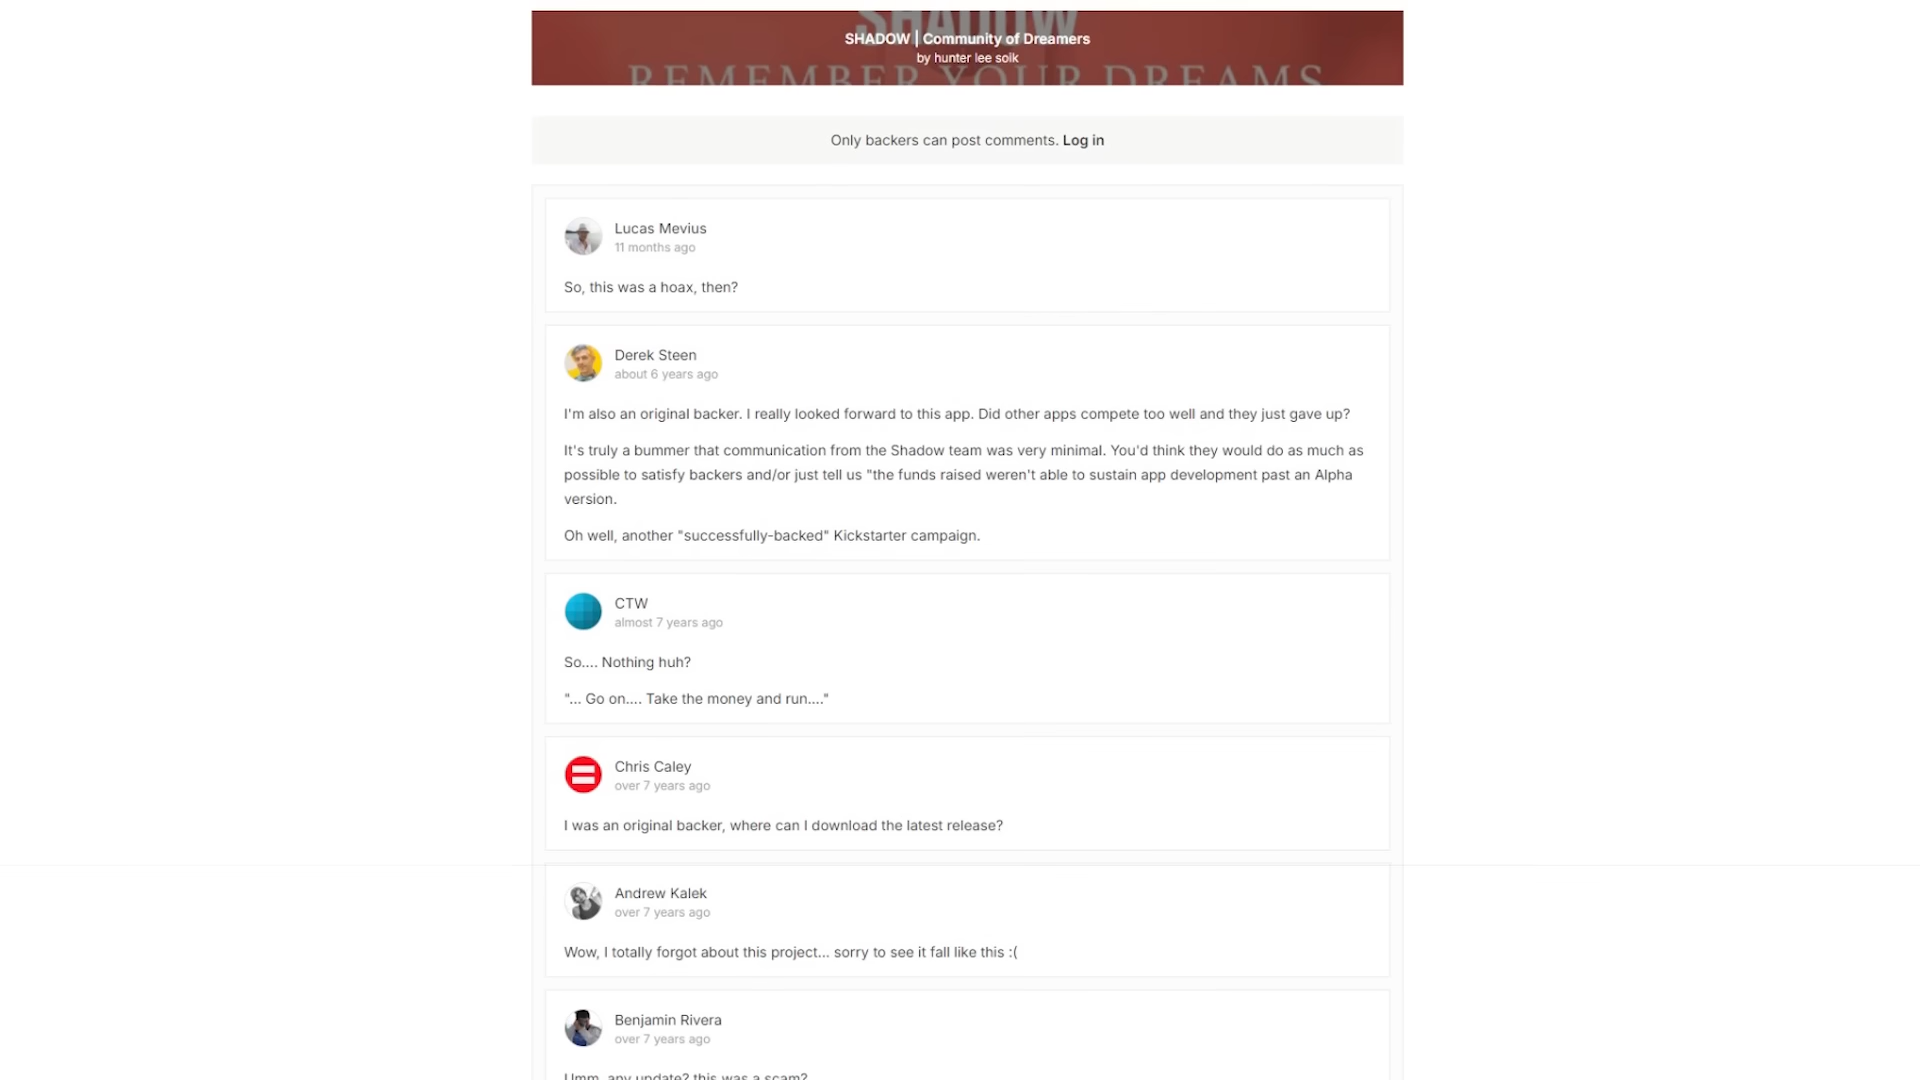 SHADOW
SHADOW | Community of Dreamers
by hunter lee soik
REMEMBER YOUR DREAMS
Only backers can post comments. Log in
Lucas Mevius
11 months ago
So, this was a hoax, then?
Derek Steen
about 6 years ago
I'm also an original backer. I really looked forward to this app. Did other apps compete too well and they just gave up?
It's truly a bummer that communication from the Shadow team was very minimal. You'd think they would do as much as
possible to satisfy backers and/or just tell us "the funds raised weren't able to sustain app development past an Alpha
version.
Oh well, another "successfully-backed" Kickstarter campaign.
CTW
almost 7 years ago
So.... Nothing huh?
"... Go on.... Take the money and run...."
Chris Caley
over 7 years ago
I was an original backer, where can I download the latest release?
Andrew Kalek
over 7 years ago
Wow, I totally forgot about this project... sorry to see it fall like this :(
Benjamin Rivera
over 7 years ago
Umm, any update? this was a scam?